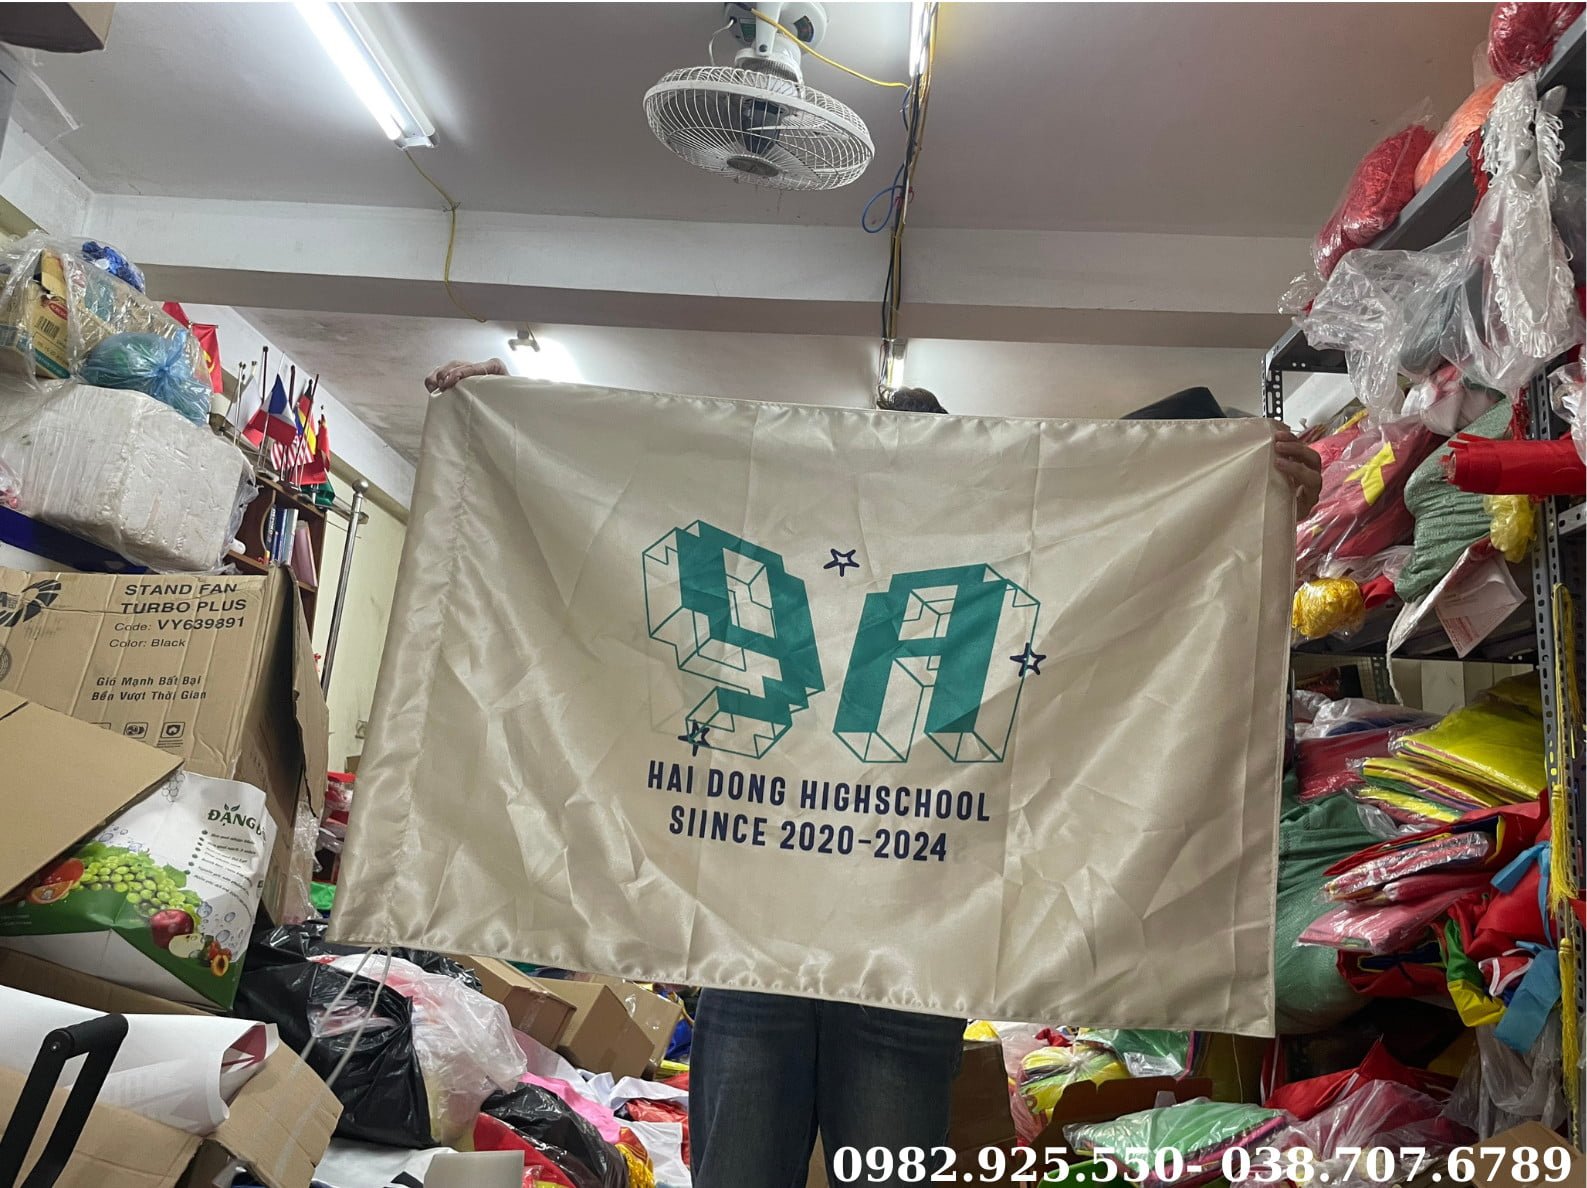 STAND FAN
TURBO PLUS
Code: VY639891
Color: Black
Gió Mạnh Bất Bại
Bền Vượt Thời Gian
9A
HAI DONG HIGHSCHOOL
SIINCE 2020-2024
0982.925.550- 038.707.6789